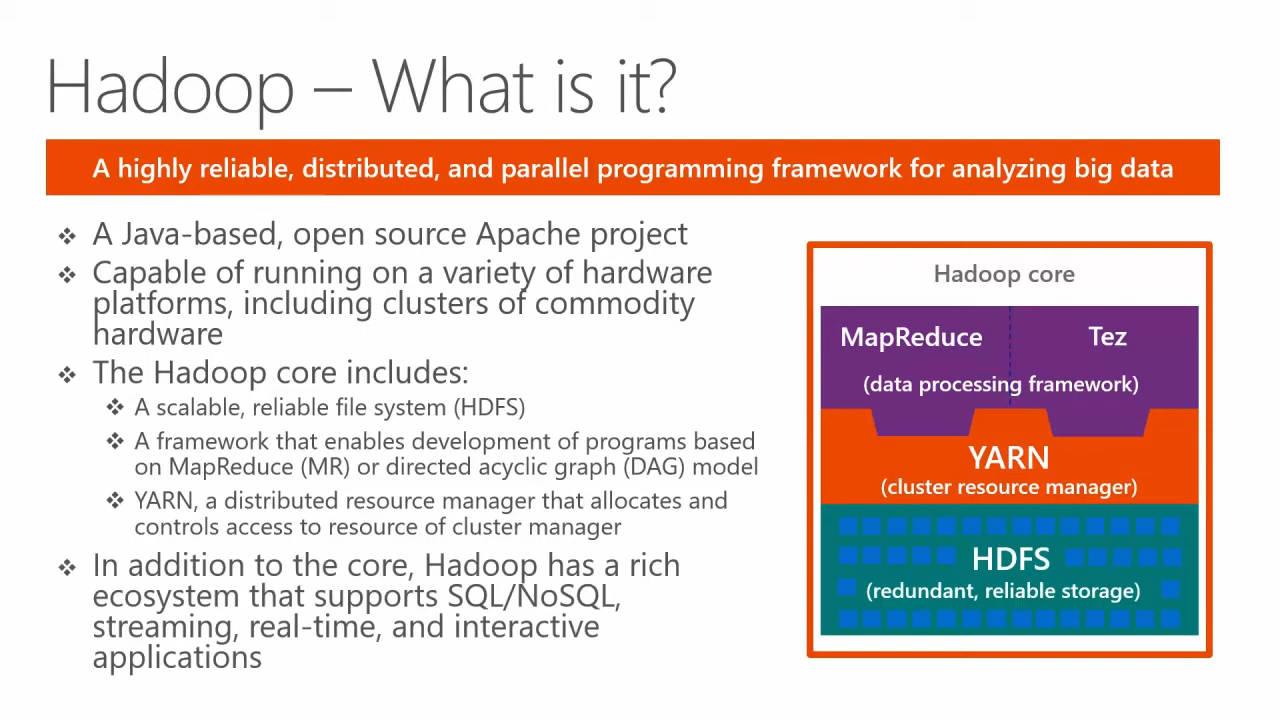 Hadoop – What is it?
A highly reliable, distributed, and parallel programming framework for analyzing big data
❖ A Java-based, open source Apache project
❖ Capable of running on a variety of hardware
platforms, including clusters of commodity
hardware
❖ The Hadoop core includes:
❖ A scalable, reliable file system (HDFS)
❖ A framework that enables development of programs based
on MapReduce (MR) or directed acyclic graph (DAG) model
❖ YARN, a distributed resource manager that allocates and
controls access to resource of cluster manager
❖ In addition to the core, Hadoop has a rich
ecosystem that supports SQL/NoSQL,
streaming, real-time, and interactive
applications
Hadoop core
MapReduce
Tez
(data processing framework)
YARN
(cluster resource manager)
HDFS
(redundant, reliable storage)